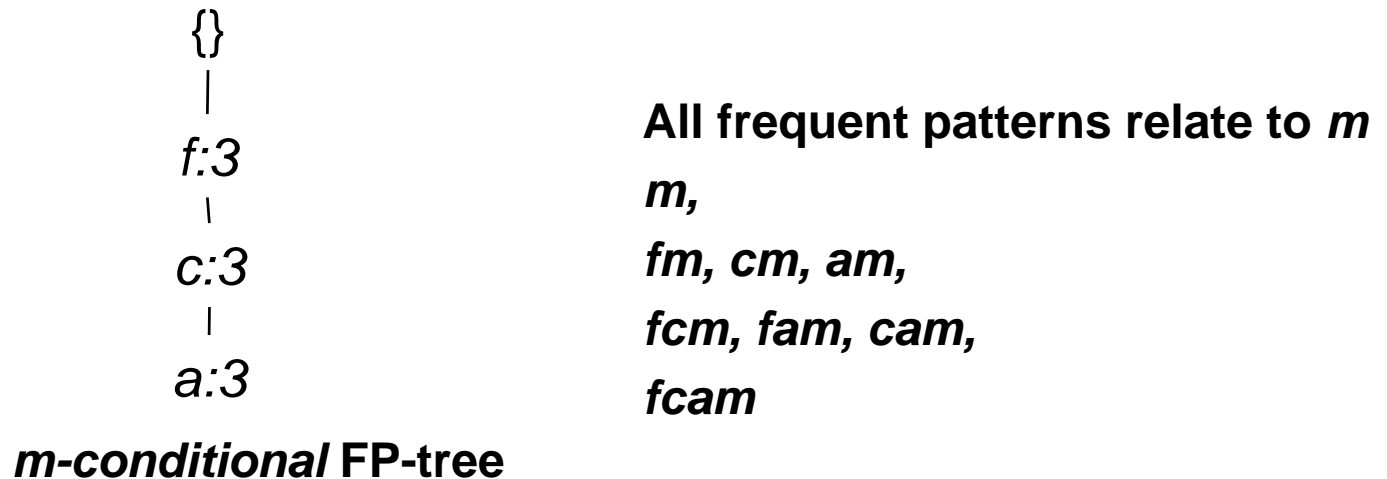 {}
f:3
c:3
a:3
m-conditional FP-tree
All frequent patterns relate to m
m,
fm, cm, am,
fcm, fam, cam,
fcam